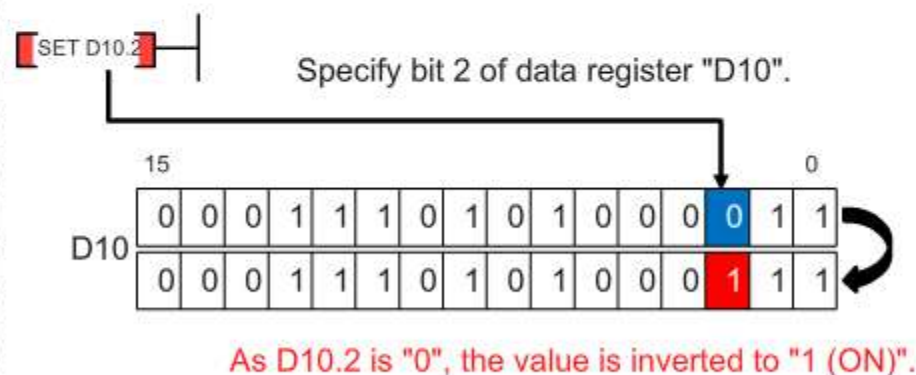 SET D10.2
Specify bit 2 of data register "D10".
15 0
0 0 0 1 1 1 0 1 0 1 0 0 0 0 1 1
D10
0 0 0 1 1 1 0 1 0 1 0 0 0 1 1 1
As D10.2 is "0", the value is inverted to "1 (ON)".